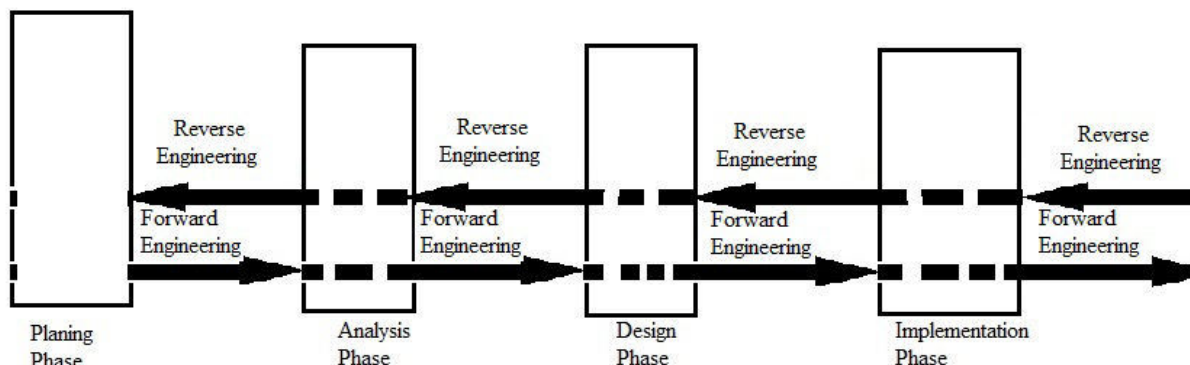 Reverse
Engineering
Reverse
Engineering
Reverse
Engineering
Reverse
Engineering
Forward
Engineering
Forward
Engineering
Forward
Engineering
Forward
Engineering
Planing
Phase
Analysis
Phase
Design
Phase
Implementation
Phase